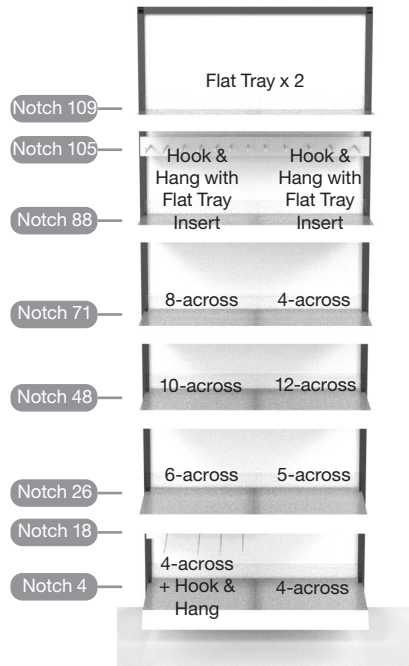 Flat Tray x 2
Notch 109
Notch 105
Hook &
Hang with
Flat Tray
Insert
Hook &
Hang with
Flat Tray
Insert
Notch 88
8-across
4-across
Notch 71
10-across
12-across
Notch 48
6-across
5-across
Notch 26
Notch 18
4-across
+ Hook &
Hang
4-across
Notch 4